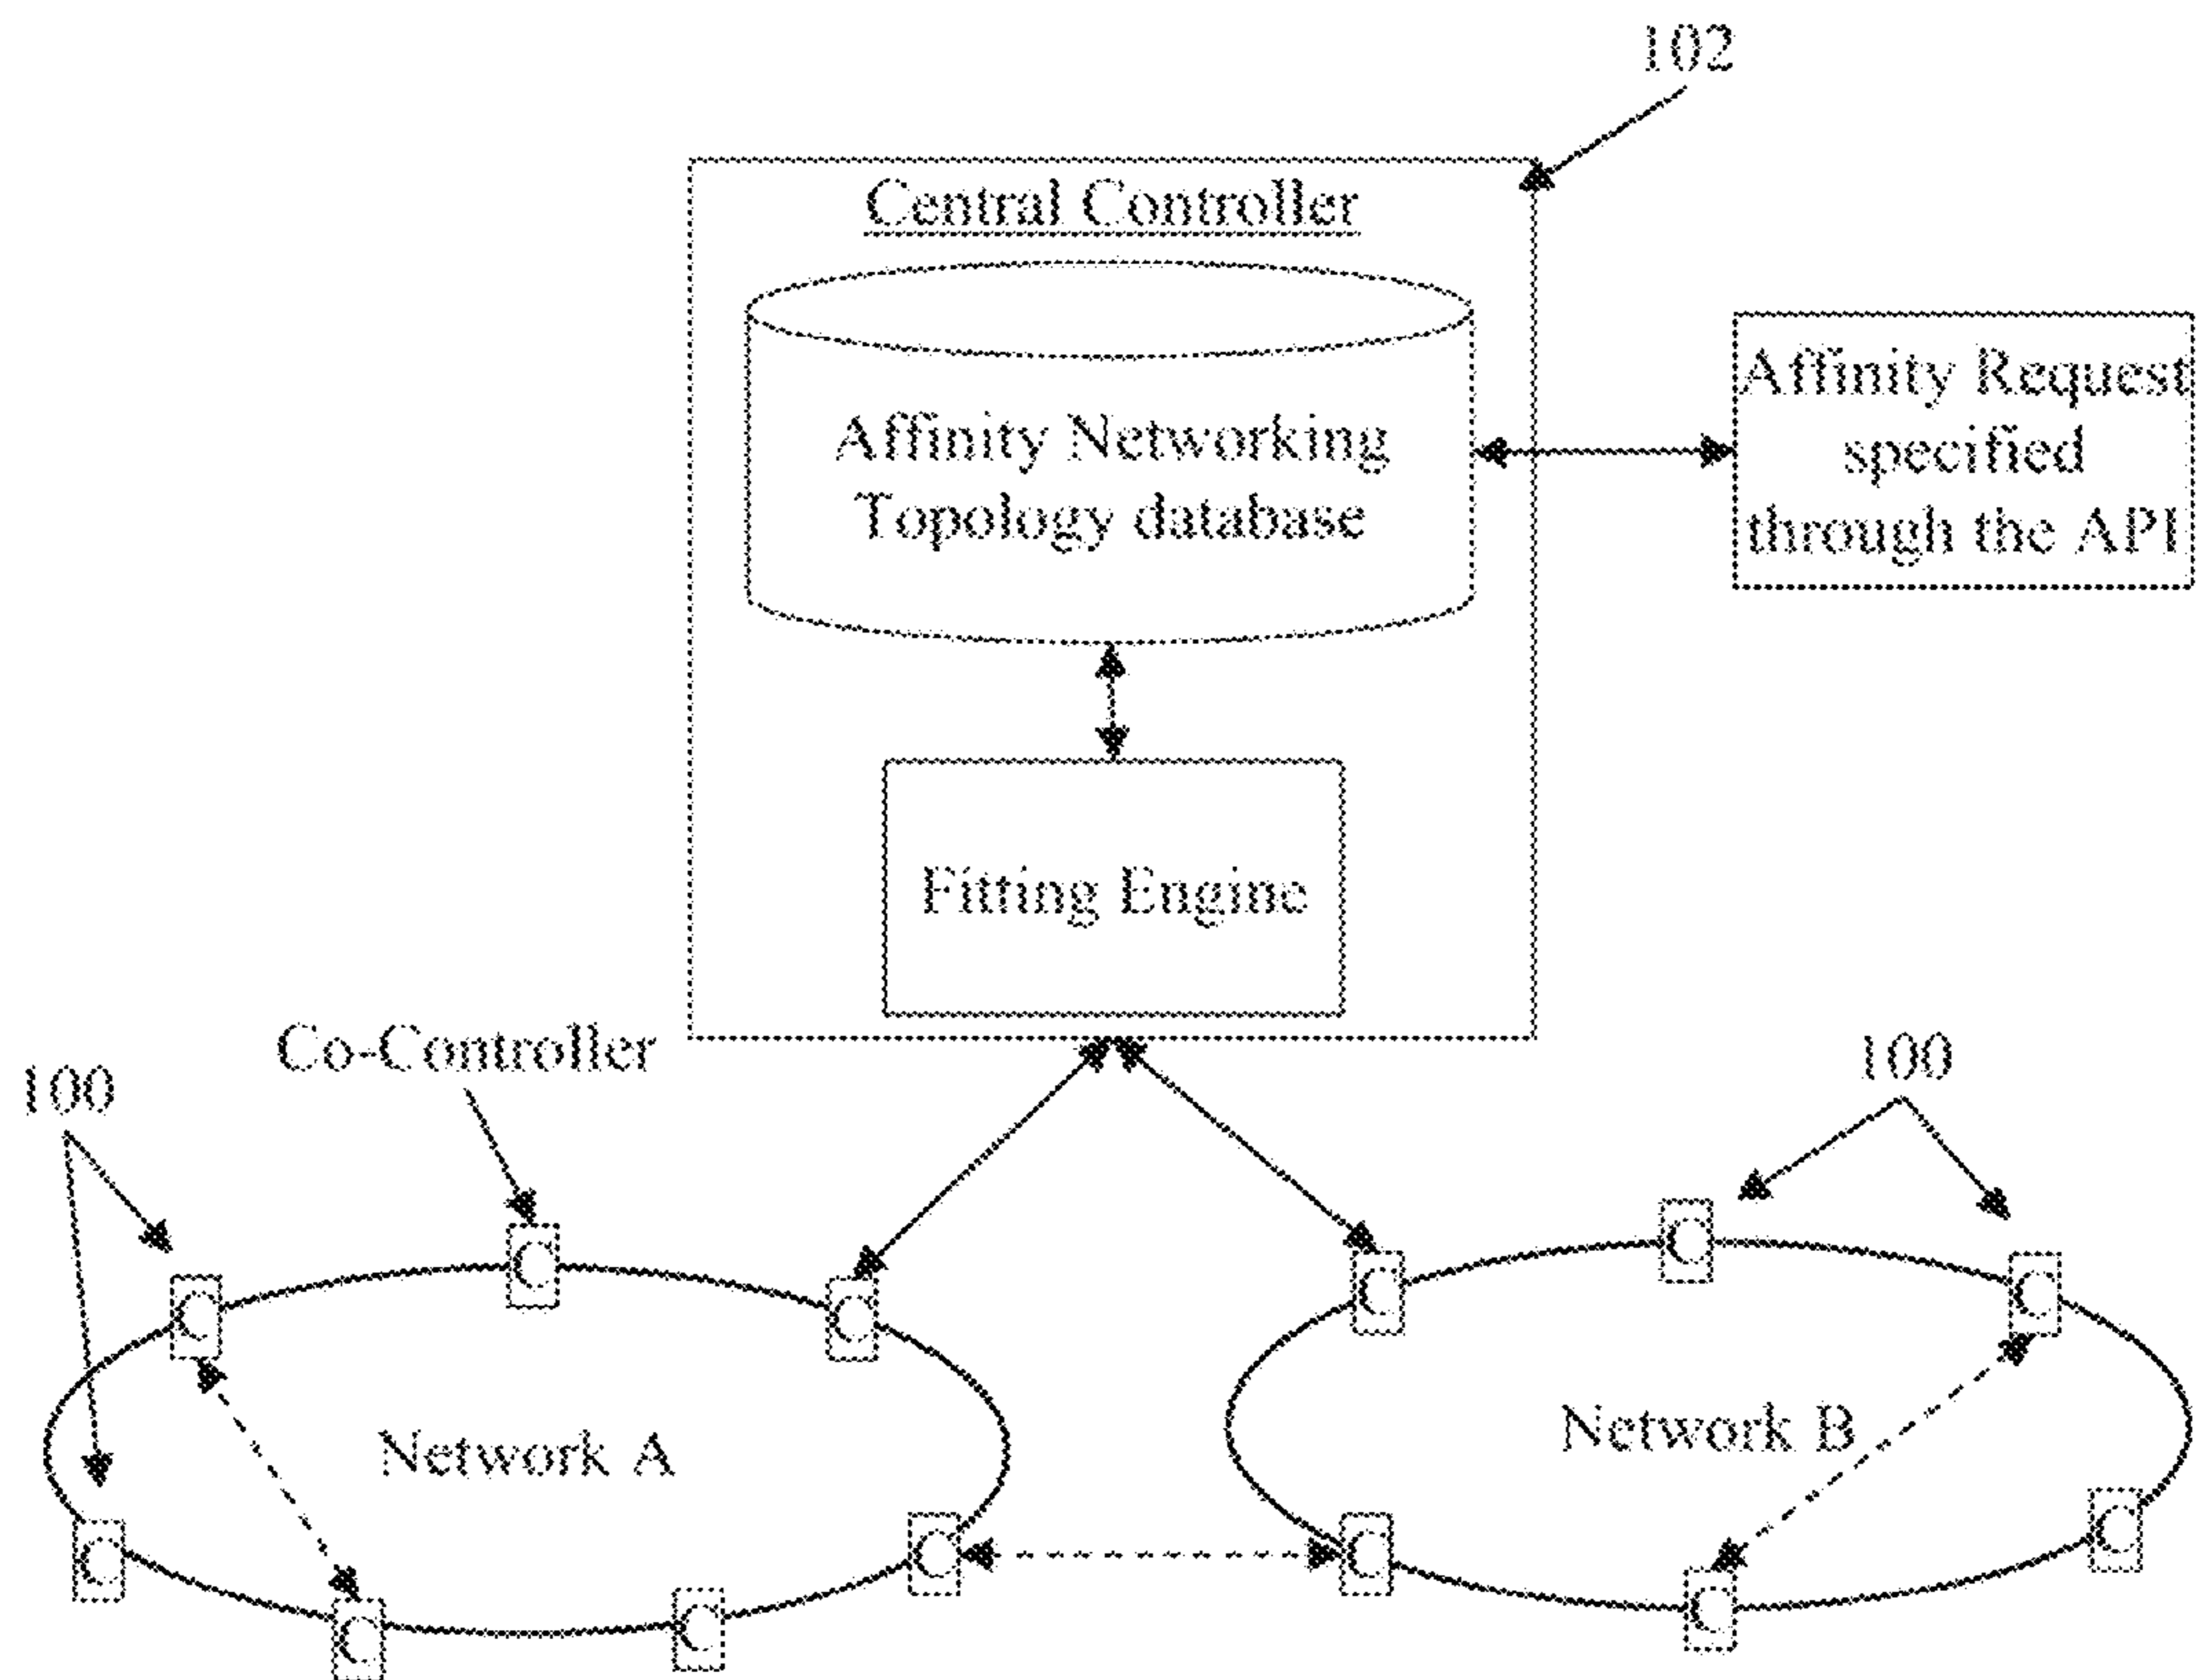 102
Central Controller
Affinity Networking
Topology database
Affinity Request
specified
through the API
Fitting Engine
Co-Controller
100
100
C
C
C
C
C
C
Network A
Network B
C
C
C
C
C
C
C